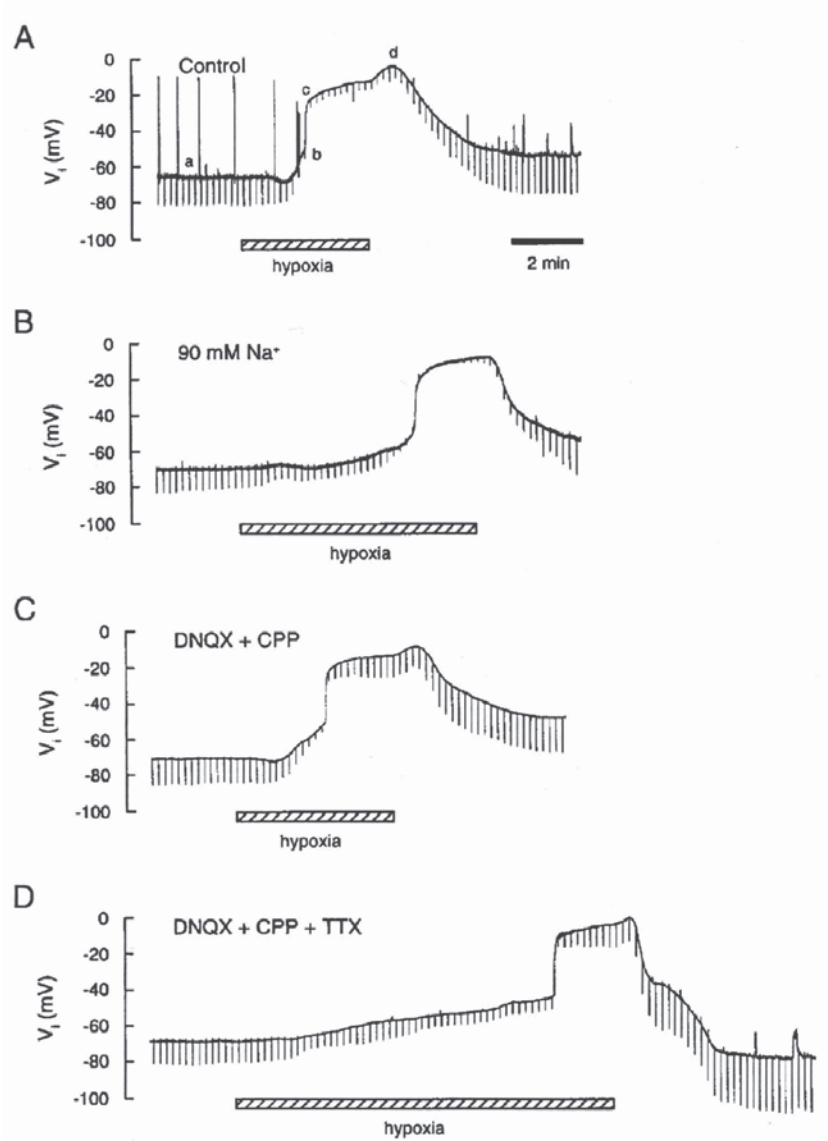 A
Control
0
-20
-40
-60
-80
-100
Vi (mV)
a
b
c
d
hypoxia
2 min
B
90 mM Na⁺
0
-20
-40
-60
-80
-100
Vi (mV)
hypoxia
C
DNQX + CPP
0
-20
-40
-60
-80
-100
Vi (mV)
hypoxia
D
DNQX + CPP + TTX
0
-20
-40
-60
-80
-100
Vi (mV)
hypoxia